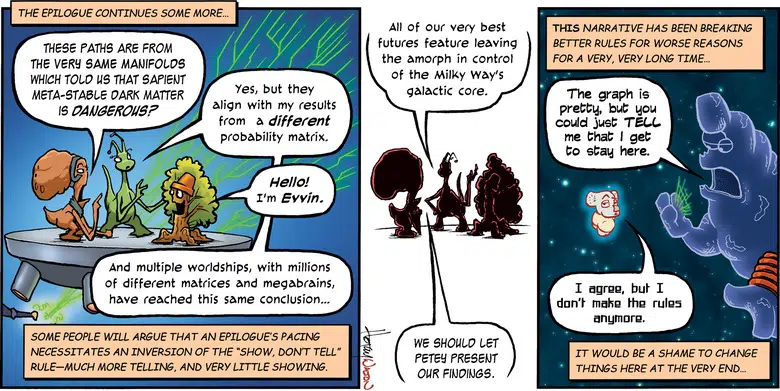 THE EPILOGUE CONTINUES SOME MORE...
THESE PATHS ARE FROM
THE VERY SAME MANIFOLDS
WHICH TOLD US THAT SAPIENT
META-STABLE DARK MATTER
IS DANGEROUS?
Yes, but they
align with my results
from a different
probability matrix.
Hello!
I'm Evvin.
And multiple worldships, with millions
of different matrices and megabrains,
have reached this same conclusion...
SOME PEOPLE WILL ARGUE THAT AN EPILOGUE'S PACING
NECESSITATES AN INVERSION OF THE "SHOW, DON'T TELL"
RULE—MUCH MORE TELLING, AND VERY LITTLE SHOWING.
All of our very best
futures feature leaving
the amorph in control
of the Milky Way's
galactic core.
WE SHOULD LET
PETEY PRESENT
OUR FINDINGS.
THIS NARRATIVE HAS BEEN BREAKING
BETTER RULES FOR WORSE REASONS
FOR A VERY, VERY LONG TIME...
The graph is
pretty, but you
could just TELL
me that I get
to stay here.
I agree, but I
don't make the rules
anymore.
IT WOULD BE A SHAME TO CHANGE
THINGS HERE AT THE VERY END...